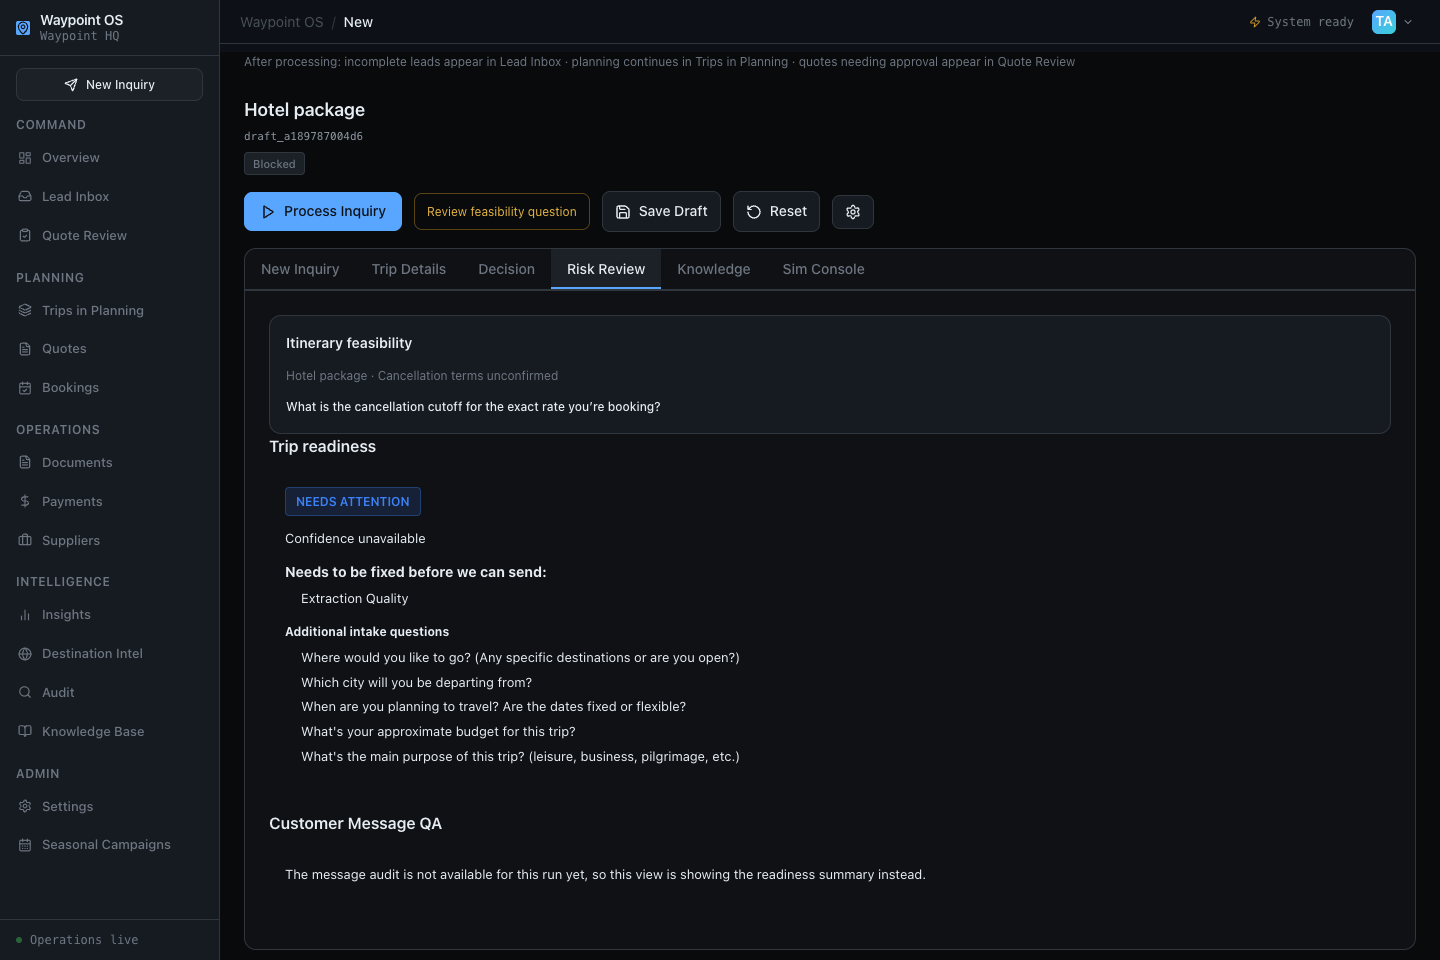 Waypoint OS
Waypoint HQ
New Inquiry
COMMAND
Overview
Lead Inbox
Quote Review
PLANNING
Trips in Planning
Quotes
Bookings
OPERATIONS
Documents
Payments
Suppliers
INTELLIGENCE
Insights
Destination Intel
Audit
Knowledge Base
ADMIN
Settings
Seasonal Campaigns
Operations live
Waypoint OS / New
System ready
TA
After processing: incomplete leads appear in Lead Inbox · planning continues in Trips in Planning · quotes needing approval appear in Quote Review
Hotel package
draft_a189787004d6
Blocked
Process Inquiry
Review feasibility question
Save Draft
Reset
New Inquiry
Trip Details
Decision
Risk Review
Knowledge
Sim Console
Itinerary feasibility
Hotel package · Cancellation terms unconfirmed
What is the cancellation cutoff for the exact rate you’re booking?
Trip readiness
NEEDS ATTENTION
Confidence unavailable
Needs to be fixed before we can send:
Extraction Quality
Additional intake questions
Where would you like to go? (Any specific destinations or are you open?)
Which city will you be departing from?
When are you planning to travel? Are the dates fixed or flexible?
What's your approximate budget for this trip?
What's the main purpose of this trip? (leisure, business, pilgrimage, etc.)
Customer Message QA
The message audit is not available for this run yet, so this view is showing the readiness summary instead.